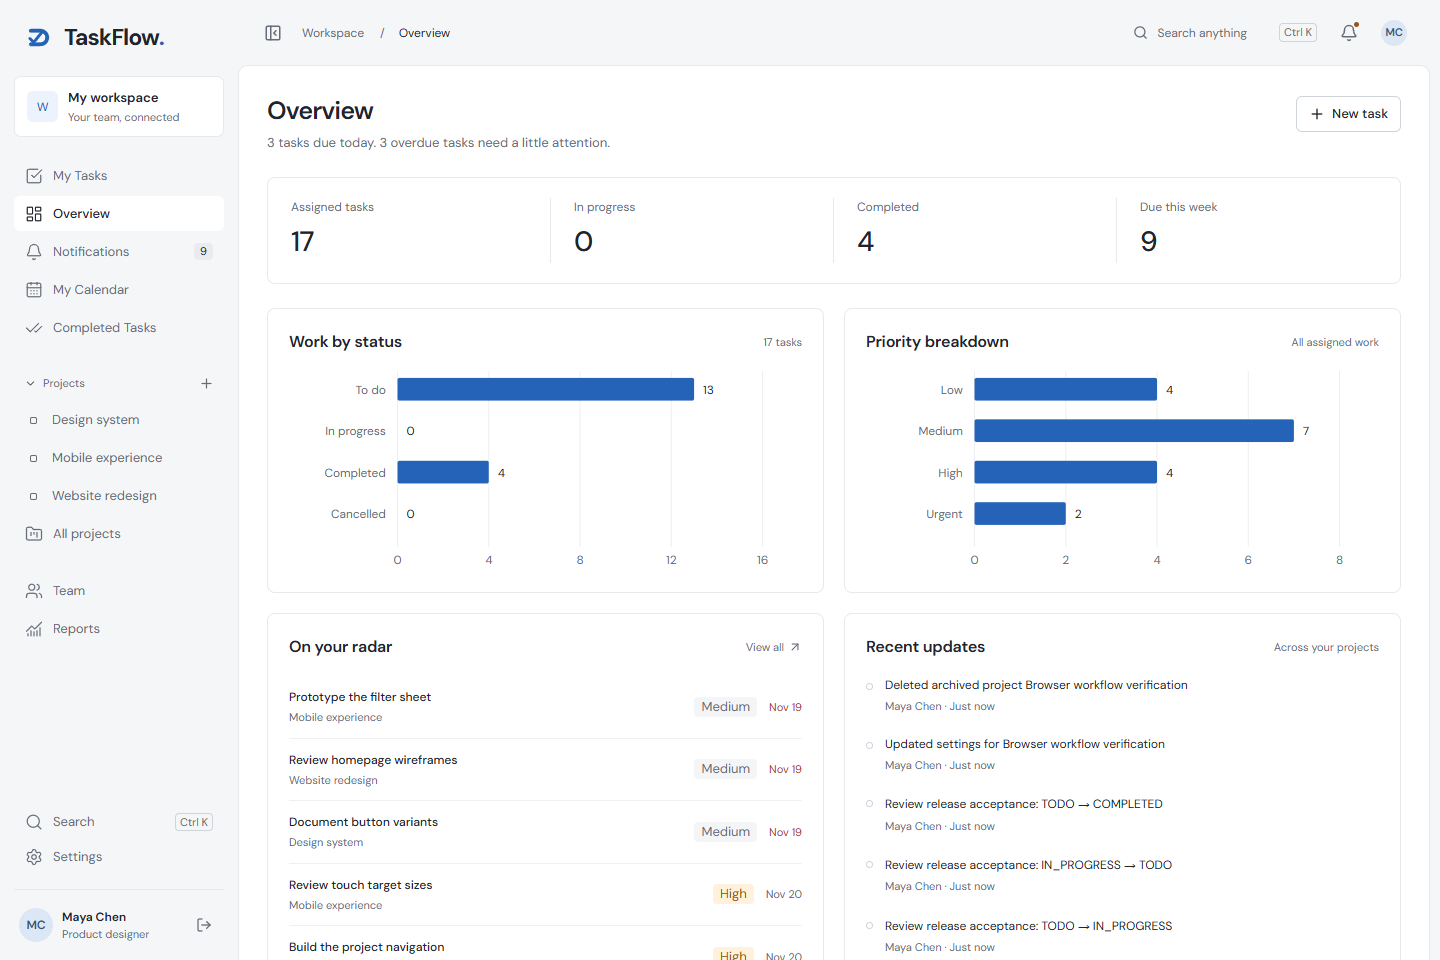 TaskFlow.
W
My workspace
Your team, connected
My Tasks
Overview
Notifications 9
My Calendar
Completed Tasks
Projects
Design system
Mobile experience
Website redesign
All projects
Team
Reports
Search Ctrl K
Settings
MC
Maya Chen
Product designer
Workspace / Overview
Search anything Ctrl K MC
Overview
3 tasks due today. 3 overdue tasks need a little attention.
New task
Assigned tasks
17
In progress
0
Completed
4
Due this week
9
Work by status 17 tasks
To do 13
In progress 0
Completed 4
Cancelled 0
0 4 8 12 16
Priority breakdown All assigned work
Low 4
Medium 7
High 4
Urgent 2
0 2 4 6 8
On your radar View all
Prototype the filter sheet
Mobile experience
Medium Nov 19
Review homepage wireframes
Website redesign
Medium Nov 19
Document button variants
Design system
Medium Nov 19
Review touch target sizes
Mobile experience
High Nov 20
Build the project navigation
High Nov 20
Recent updates Across your projects
Deleted archived project Browser workflow verification
Maya Chen · Just now
Updated settings for Browser workflow verification
Maya Chen · Just now
Review release acceptance: TODO → COMPLETED
Maya Chen · Just now
Review release acceptance: IN_PROGRESS → TODO
Maya Chen · Just now
Review release acceptance: TODO → IN_PROGRESS
Maya Chen · Just now